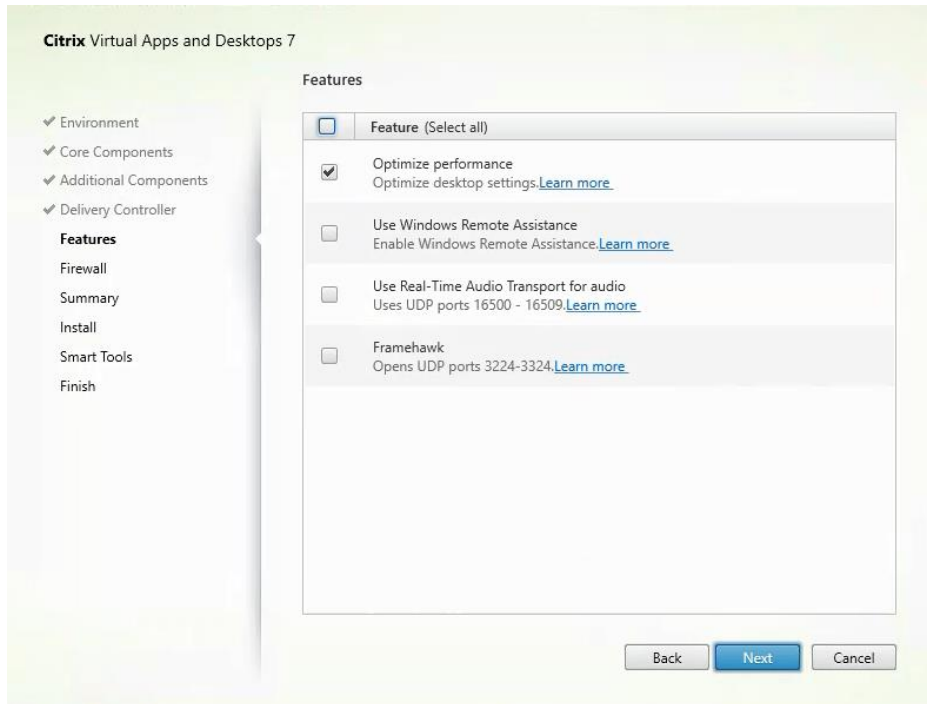 Citrix Virtual Apps and Desktops 7
Features
Environment
Core Components
Additional Components
Delivery Controller
Features
Firewall
Summary
Install
Smart Tools
Finish
Feature (Select all)
Optimize performance
Optimize desktop settings.Learn more
Use Windows Remote Assistance
Enable Windows Remote Assistance.Learn more
Use Real-Time Audio Transport for audio
Uses UDP ports 16500 - 16509.Learn more
Framehawk
Opens UDP ports 3224-3324.Learn more
Back
Next
Cancel